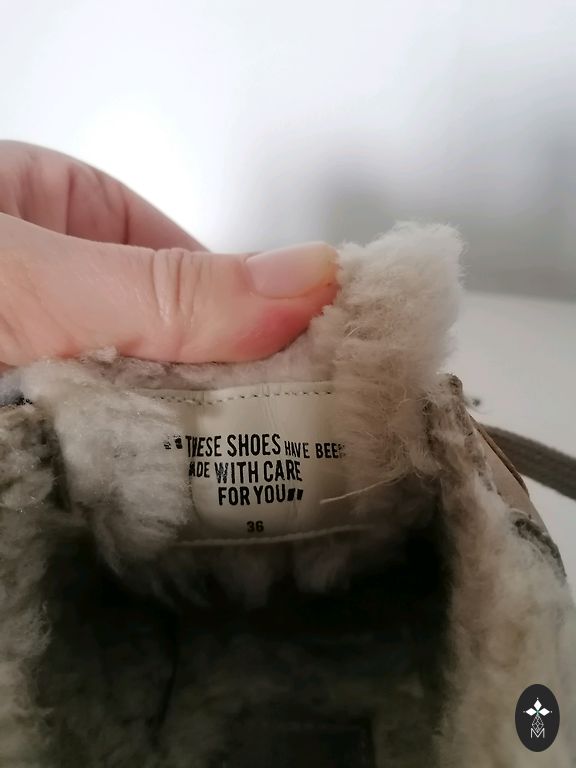 "THESE SHOES HAVE BEEN
MADE WITH CARE
FOR YOU"
36
M